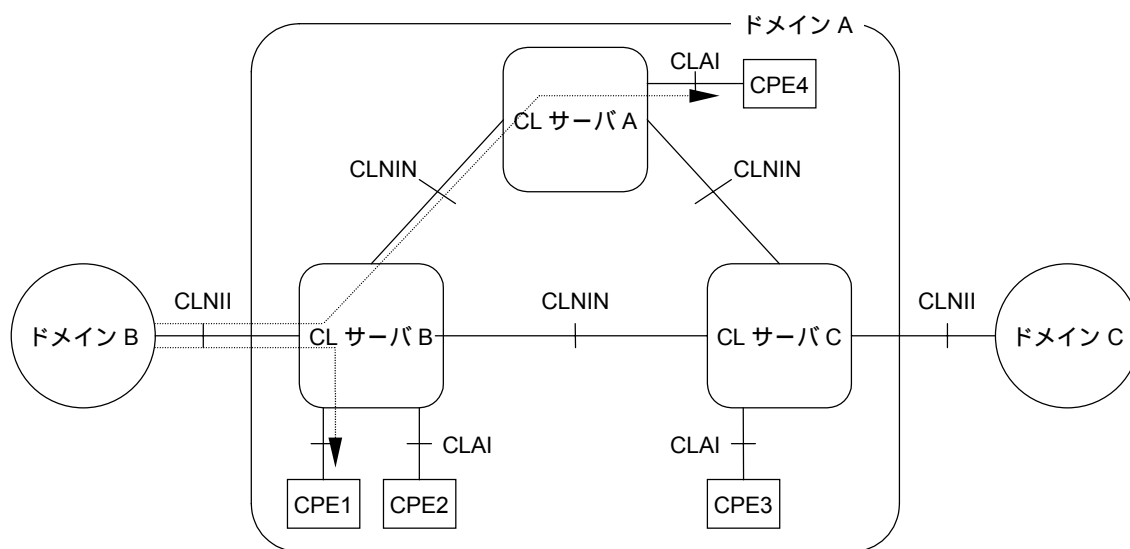 ドメイン A
CLAI
CPE4
CL サーバ A
CLNIN
CLNIN
CLNII
CLNIN
CLNII
ドメイン B
CL サーバ B
CL サーバ C
ドメイン C
CLAI
CLAI
CPE1
CPE2
CPE3